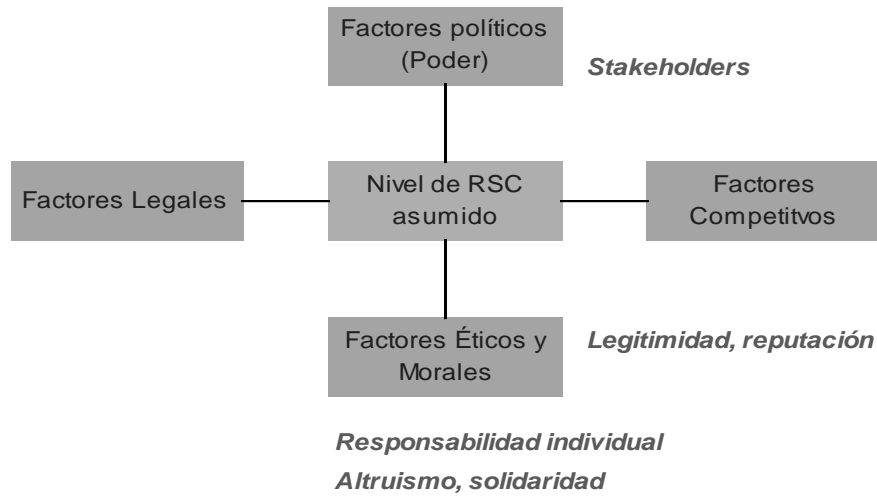 Factores políticos
(Poder)
Stakeholders
Factores Legales
Nivel de RSC
asumido
Factores
Competitvos
Factores Éticos y
Morales
Legitimidad, reputación
Responsabilidad individual
Altruismo, solidaridad